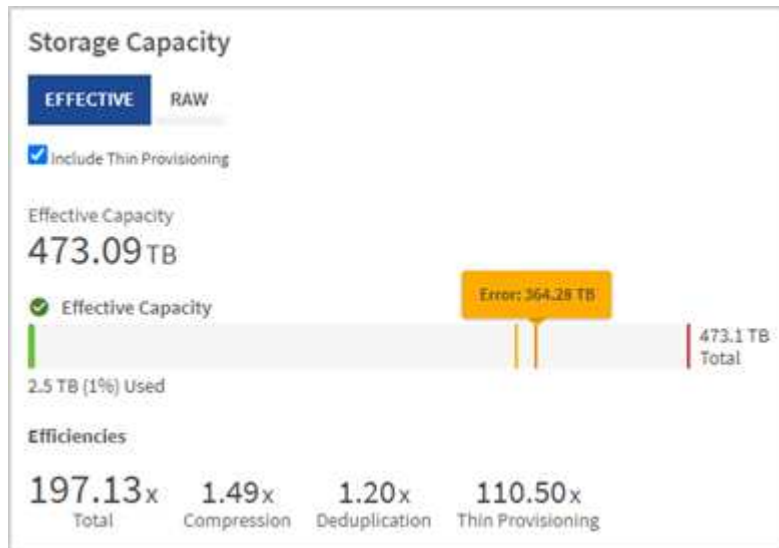 Storage Capacity
EFFECTIVE RAW
Include Thin Provisioning
Effective Capacity
473.09 TB
Error: 364.28 TB
Effective Capacity
473.1 TB
Total
2.5 TB (1%) Used
Efficiencies
197.13x 1.49x 1.20x 110.50x
Total Compression Deduplication Thin Provisioning